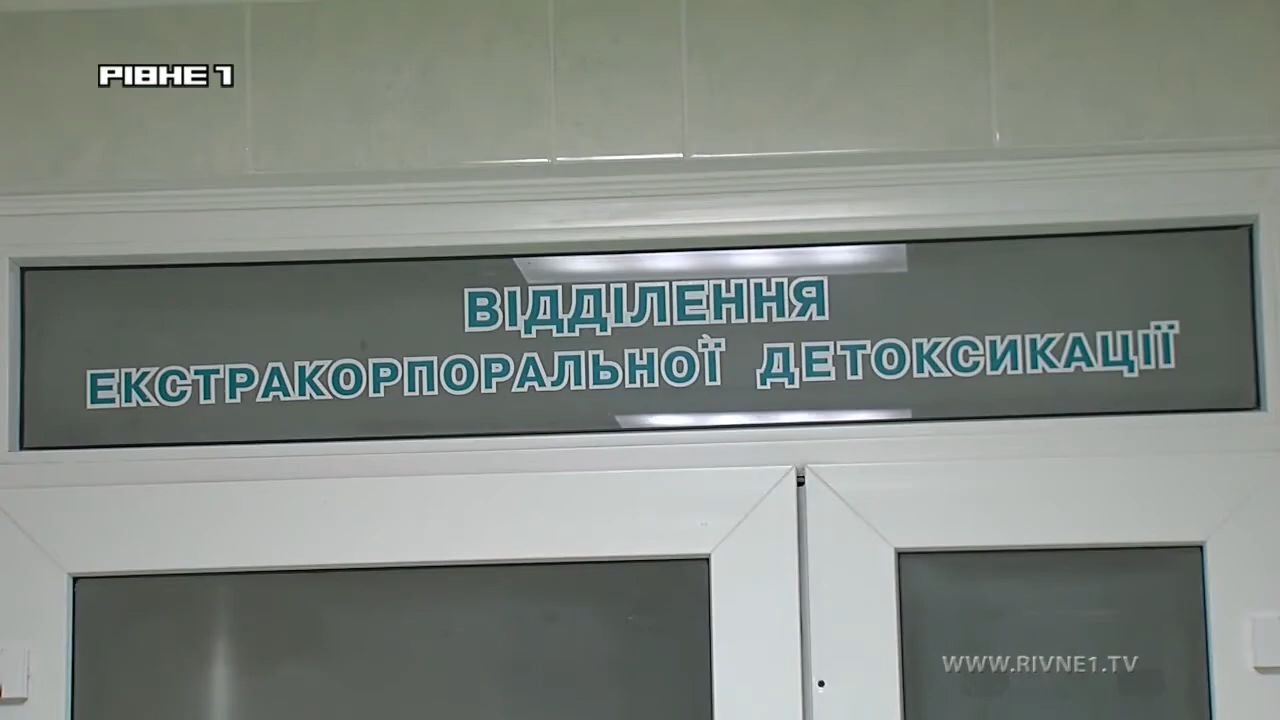 РІВНЕ 1
ВІДДІЛЕННЯ
ЕКСТРАКОРПОРАЛЬНОЇ ДЕТОКСИКАЦІЇ
WWW.RIVNE1.TV